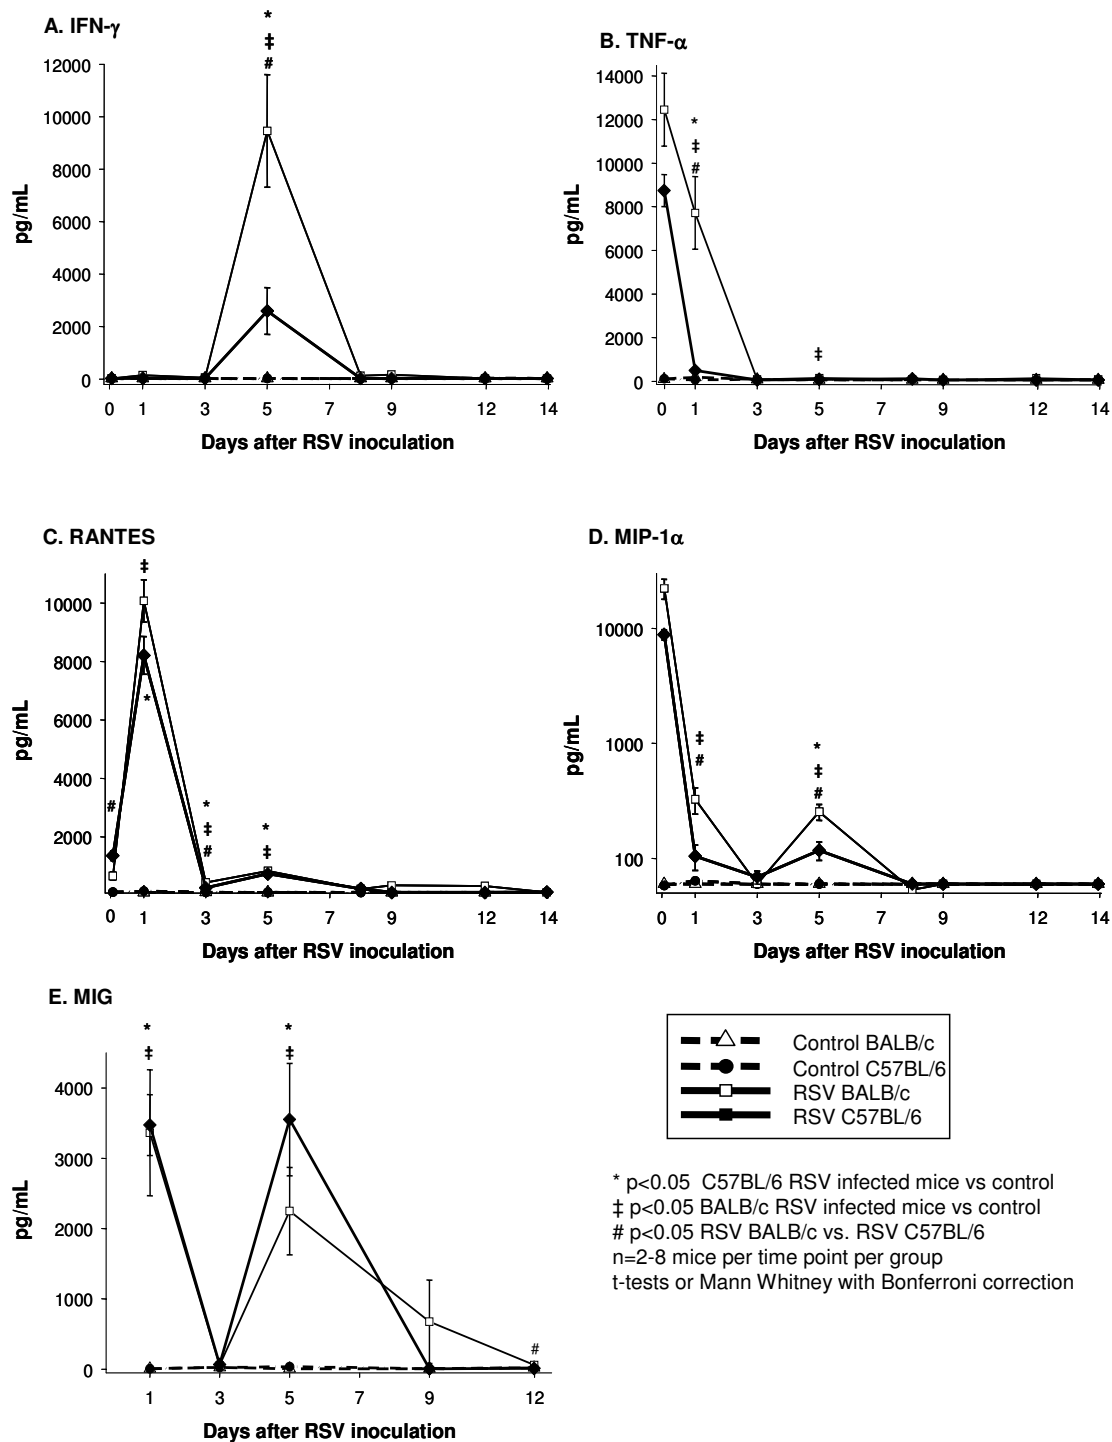 A. IFN-γ
*
‡
#
12000
10000
8000
6000
4000
2000
0
pg/mL
0 1 3 5 7 9 12 14
Days after RSV inoculation
B. TNF-α
14000
12000
10000
8000
6000
4000
2000
0
pg/mL
*
‡
#
‡
0 1 3 5 7 9 12 14
Days after RSV inoculation
C. RANTES
‡
10000
8000
6000
4000
2000
pg/mL
*
#
*
‡
#
*
‡
0 1 3 5 7 9 12 14
Days after RSV inoculation
D. MIP-1α
10000
1000
100
pg/mL
‡
#
*
‡
#
0 1 3 5 7 9 12 14
Days after RSV inoculation
E. MIG
*
‡
*
‡
4000
3000
2000
1000
0
pg/mL
#
1 3 5 7 9 12
Days after RSV inoculation
Control BALB/c
Control C57BL/6
RSV BALB/c
RSV C57BL/6
* p<0.05 C57BL/6 RSV infected mice vs control
‡ p<0.05 BALB/c RSV infected mice vs control
# p<0.05 RSV BALB/c vs. RSV C57BL/6
n=2-8 mice per time point per group
t-tests or Mann Whitney with Bonferroni correction